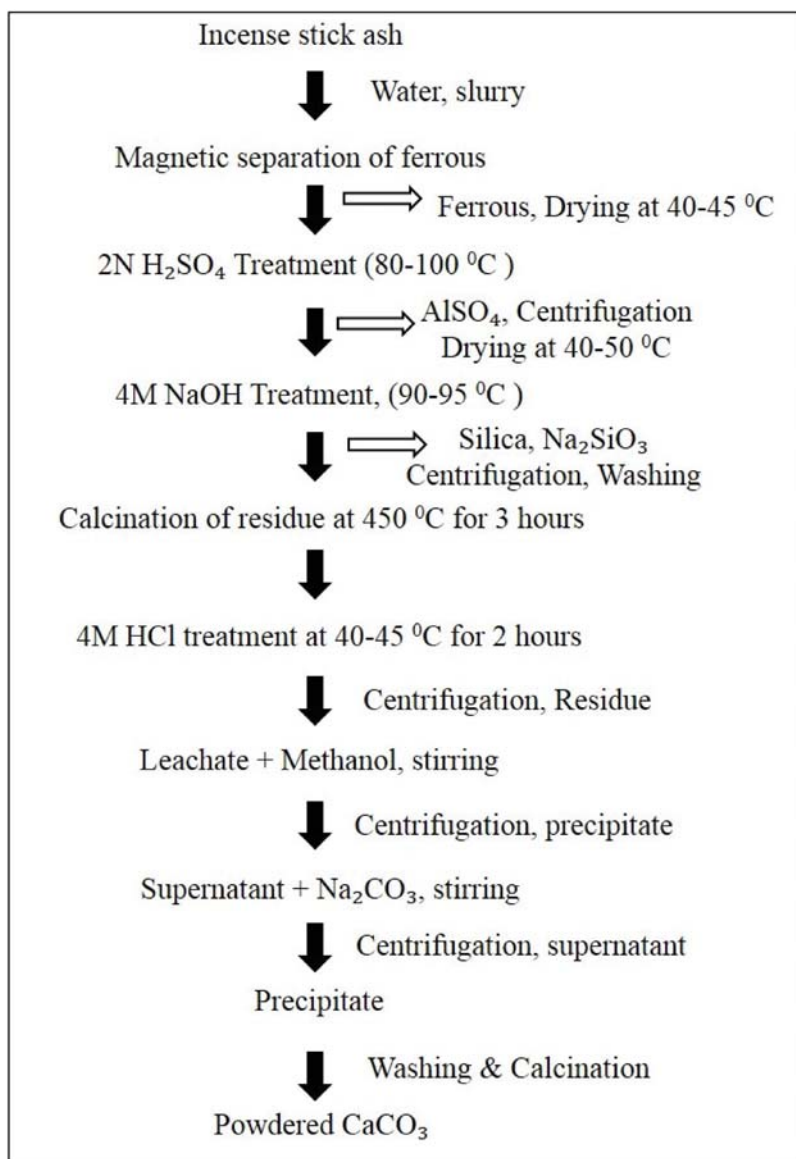 Incense stick ash
Water, slurry
Magnetic separation of ferrous
Ferrous, Drying at 40-45 ⁰C
2N H₂SO₄ Treatment (80-100 ⁰C )
AlSO₄, Centrifugation
Drying at 40-50 ⁰C
4M NaOH Treatment, (90-95 ⁰C )
Silica, Na₂SiO₃
Centrifugation, Washing
Calcination of residue at 450 ⁰C for 3 hours
4M HCl treatment at 40-45 ⁰C for 2 hours
Centrifugation, Residue
Leachate + Methanol, stirring
Centrifugation, precipitate
Supernatant + Na₂CO₃, stirring
Centrifugation, supernatant
Precipitate
Washing & Calcination
Powdered CaCO₃